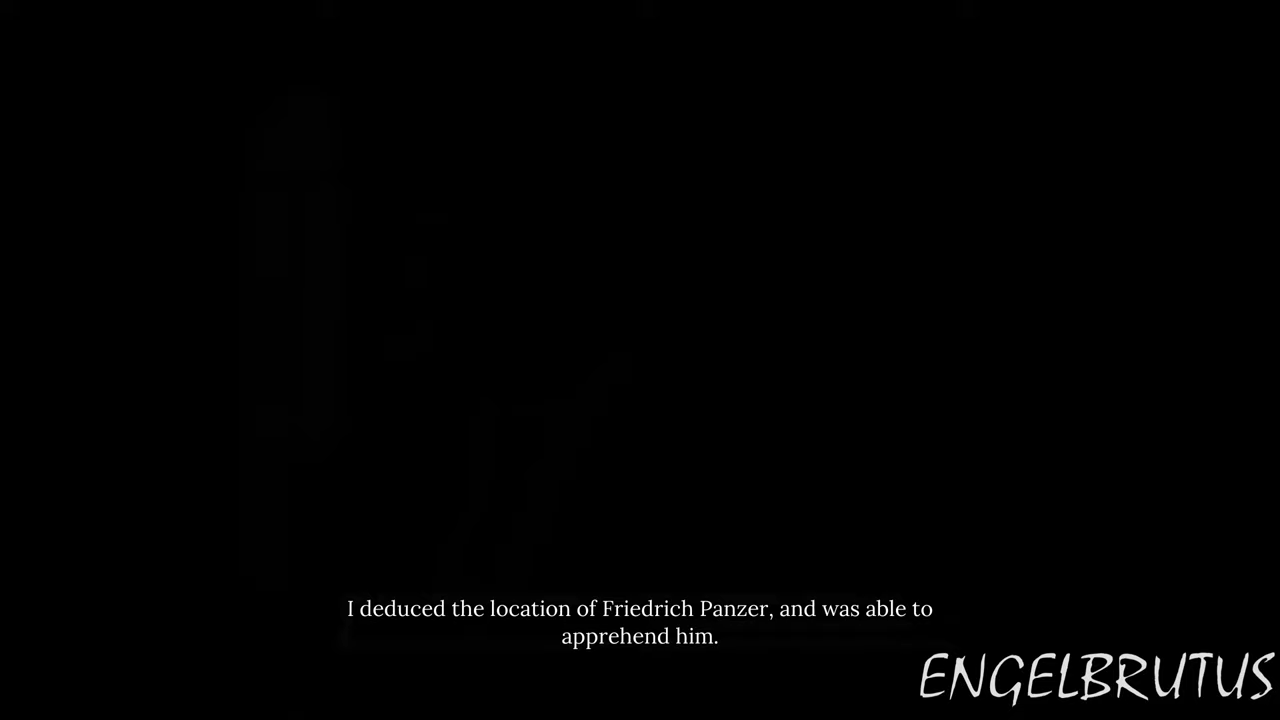 I deduced the location of Friedrich Panzer, and was able to
apprehend him.
ENGELBRUTUS